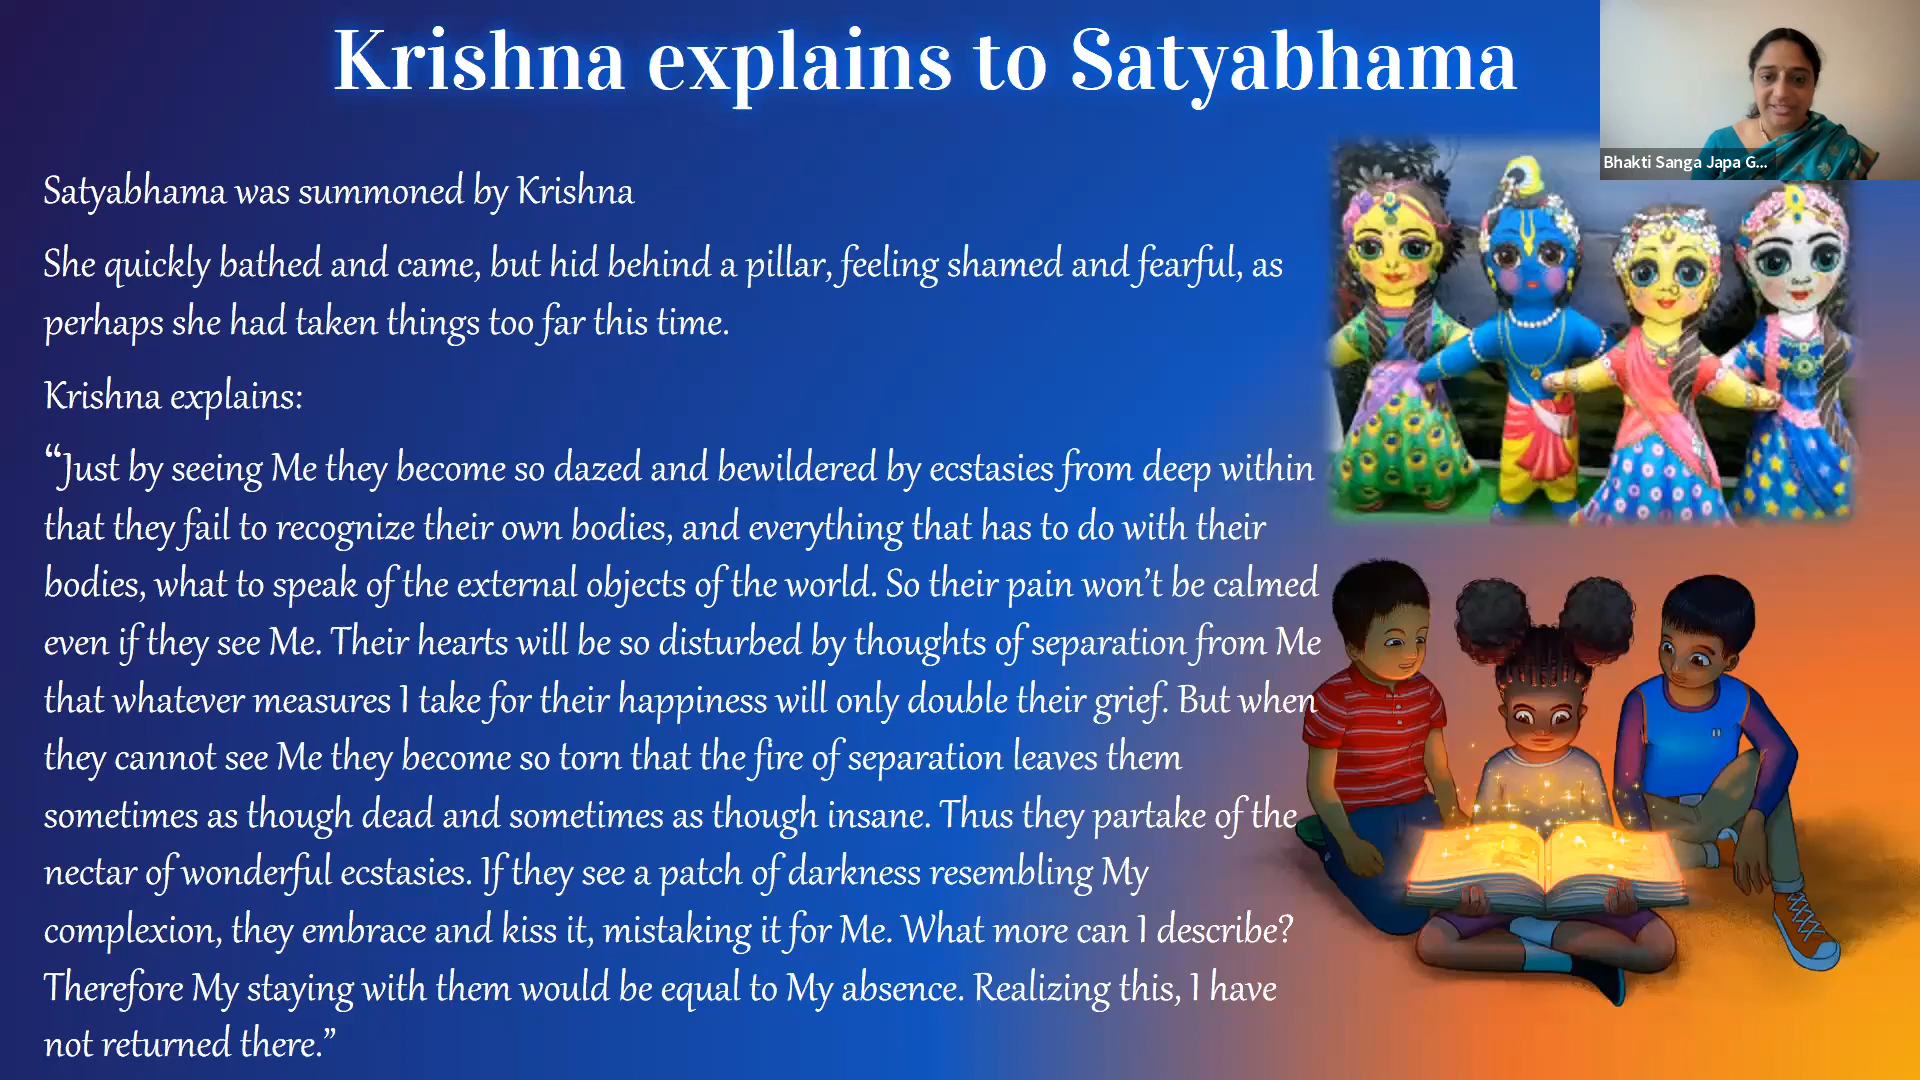 Krishna explains to Satyabhama
Bhakti Sanga Japa G...
Satyabhama was summoned by Krishna
She quickly bathed and came, but hid behind a pillar, feeling shamed and fearful, as
perhaps she had taken things too far this time.
Krishna explains:
“Just by seeing Me they become so dazed and bewildered by ecstasies from deep within
that they fail to recognize their own bodies, and everything that has to do with their
bodies, what to speak of the external objects of the world. So their pain won’t be calmed
even if they see Me. Their hearts will be so disturbed by thoughts of separation from Me
that whatever measures I take for their happiness will only double their grief. But when
they cannot see Me they become so torn that the fire of separation leaves them
sometimes as though dead and sometimes as though insane. Thus they partake of the
nectar of wonderful ecstasies. If they see a patch of darkness resembling My
complexion, they embrace and kiss it, mistaking it for Me. What more can I describe?
Therefore My staying with them would be equal to My absence. Realizing this, I have
not returned there.”